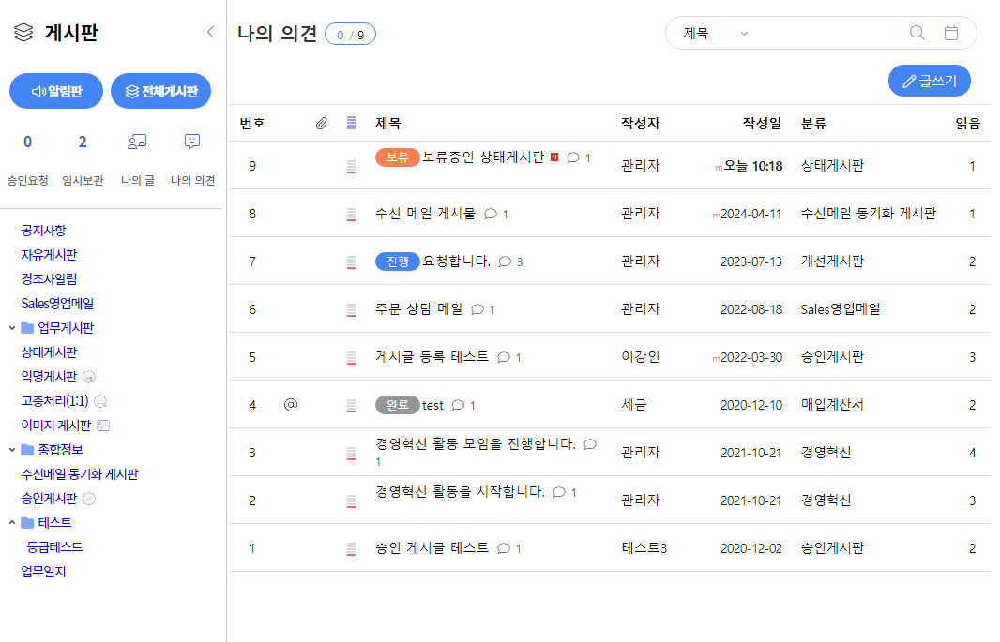 게시판
알림판 전체게시판
0 2
승인요청 임시보관 나의 글 나의 의견
공지사항
자유게시판
경조사알림
Sales영업메일
업무게시판
상태게시판
익명게시판
고충처리(1:1)
이미지 게시판
종합정보
수신메일 동기화 게시판
승인게시판
테스트
등급테스트
업무일지
나의 의견 0 / 9 제목
글쓰기
번호 제목 작성자 작성일 분류 읽음
9 보류 보류중인 상태게시판 N 1 관리자 m오늘 10:18 상태게시판 1
8 수신 메일 게시물 1 관리자 m2024-04-11 수신메일 동기화 게시판 1
7 진행 요청합니다. 3 관리자 2023-07-13 개선게시판 2
6 주문 상담 메일 1 관리자 2022-08-18 Sales영업메일 2
5 게시글 등록 테스트 1 이강인 m2022-03-30 승인게시판 3
4 @ 완료 test 1 세금 2020-12-10 매입계산서 2
3 경영혁신 활동 모임을 진행합니다. 관리자 2021-10-21 경영혁신 4
1
2 경영혁신 활동을 시작합니다. 1 관리자 2021-10-21 경영혁신 3
1 승인 게시글 테스트 1 테스트3 2020-12-02 승인게시판 2